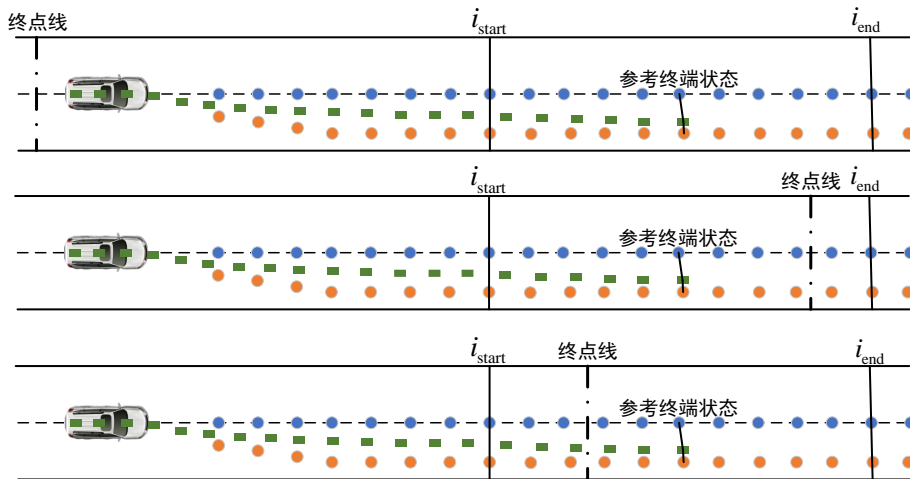 终点线
i_start
i_end
参考终端状态
i_start
终点线
i_end
参考终端状态
i_start
终点线
i_end
参考终端状态